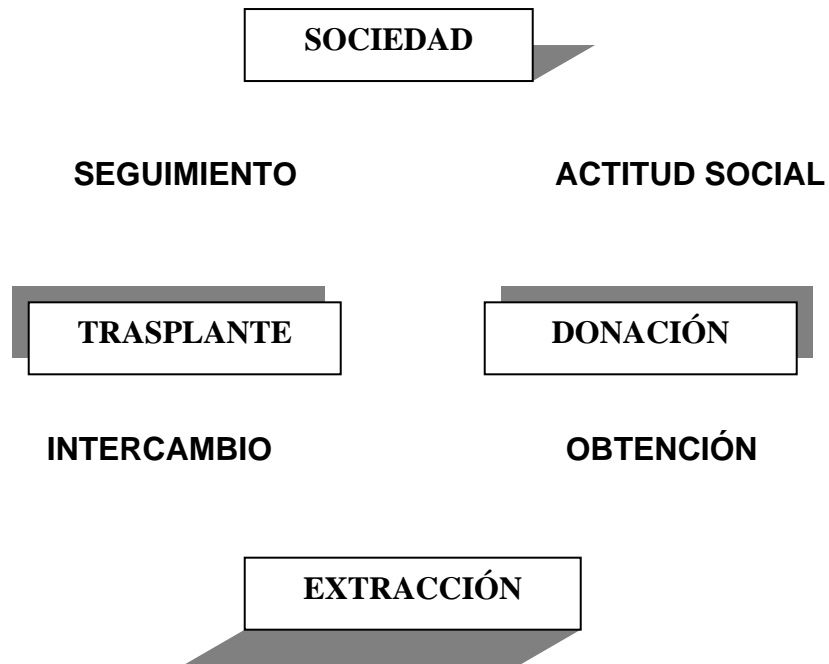 SOCIEDAD
SEGUIMIENTO
ACTITUD SOCIAL
TRASPLANTE
DONACIÓN
INTERCAMBIO
OBTENCIÓN
EXTRACCIÓN